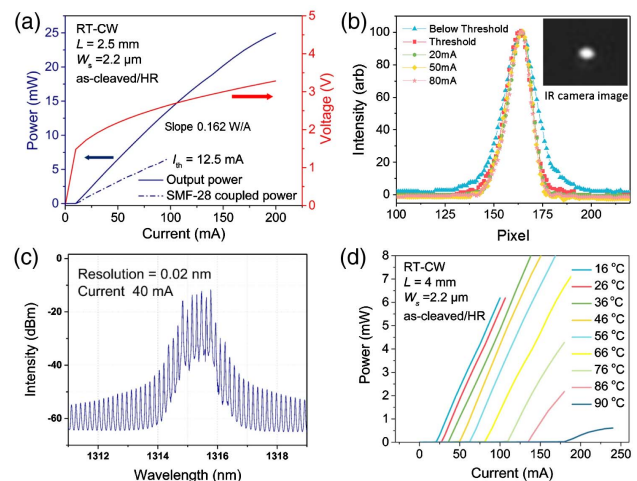 (a)
RT-CW
L = 2.5 mm
Ws =2.2 µm
as-cleaved/HR
Slope 0.162 W/A
Ith = 12.5 mA
Output power
SMF-28 coupled power
Power (mW)
0
5
10
15
20
25
Voltage (V)
0
1
2
3
4
5
0
50
100
150
200
Current (mA)
(b)
Below Threshold
Threshold
20mA
50mA
80mA
IR camera image
Intensity (arb)
0
20
40
60
80
100
100
125
150
175
200
Pixel
(c)
Resolution = 0.02 nm
Current 40 mA
Intensity (dBm)
0
-20
-40
-60
1312
1314
1316
1318
Wavelength (nm)
(d)
RT-CW
L = 4 mm
Ws =2.2 µm
as-cleaved/HR
16 °C
26 °C
36 °C
46 °C
56 °C
66 °C
76 °C
86 °C
90 °C
Power (mW)
0
1
2
3
4
5
6
7
8
0
50
100
150
200
250
Current (mA)